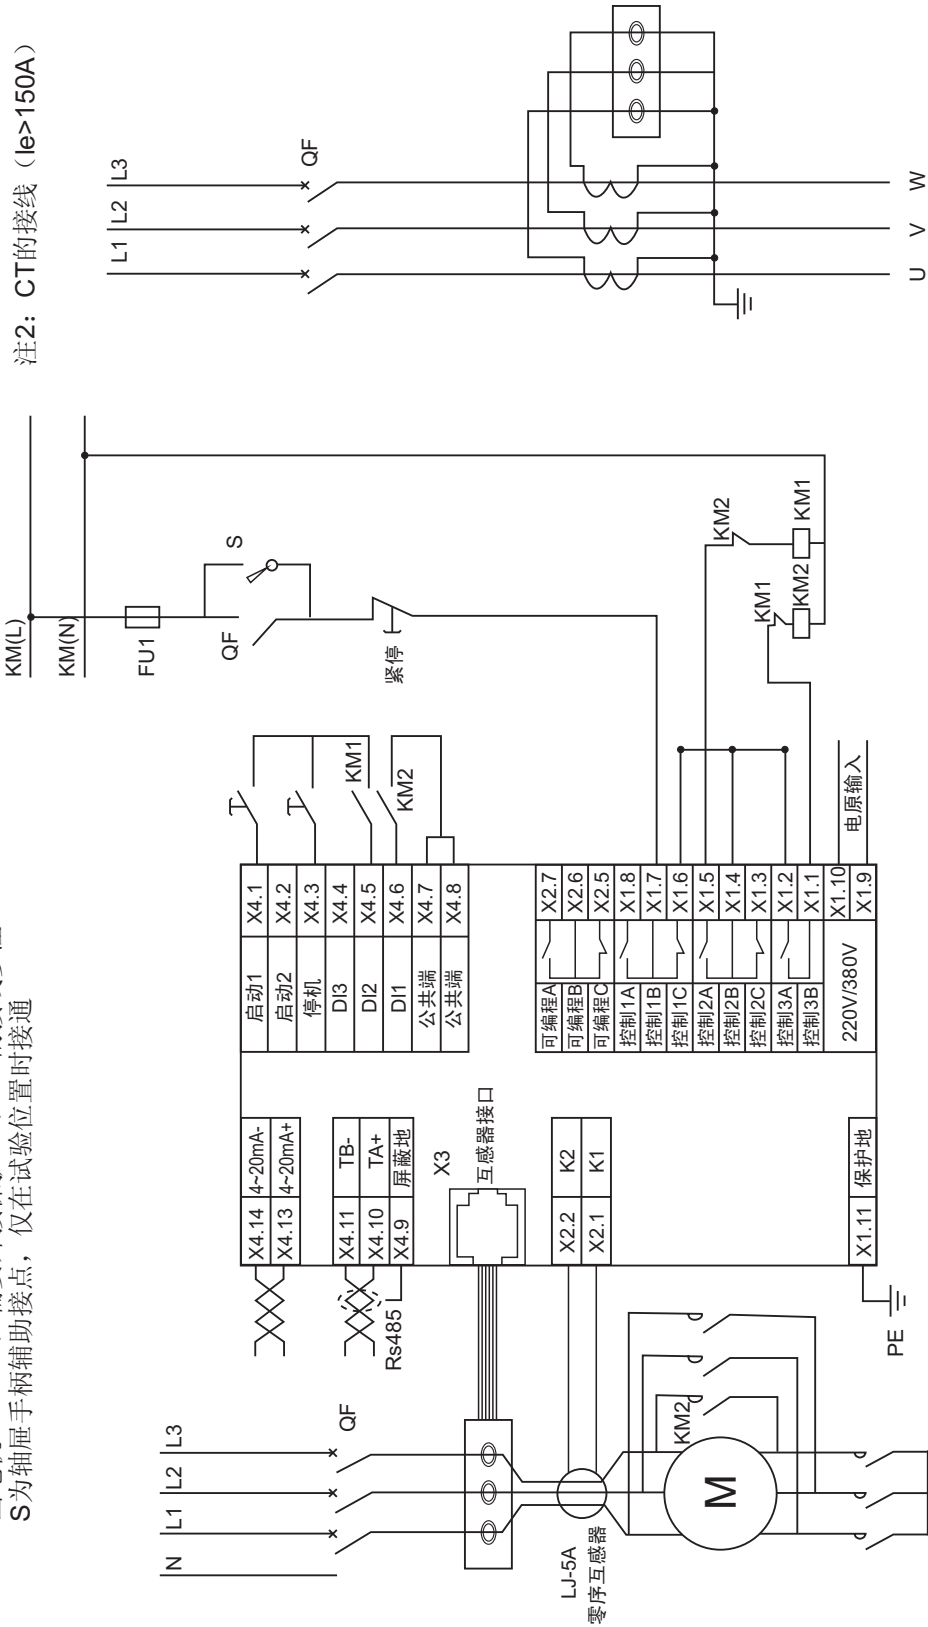 S为轴屉手柄辅助接点，仅在试验位置时接通
N
L1
L2
L3
QF
LJ-5A
零序互感器
KM2
M
X4.14
4~20mA-
X4.13
4~20mA+
X4.11
TB-
X4.10
TA+
X4.9
屏蔽地
Rs485
X3
互感器接口
X2.2
K2
X2.1
K1
X1.11
保护地
PE
启动1
X4.1
启动2
X4.2
停机
X4.3
DI3
X4.4
DI2
X4.5
DI1
X4.6
公共端
X4.7
公共端
X4.8
KM1
KM2
可编程A
X2.7
可编程B
X2.6
可编程C
X2.5
控制1A
X1.8
控制1B
X1.7
控制1C
X1.6
控制2A
X1.5
控制2B
X1.4
控制2C
X1.3
控制3A
X1.2
控制3B
X1.1
220V/380V
X1.10
X1.9
电原输入
KM(L)
KM(N)
FU1
QF
S
紧停
KM1
KM2
KM2
KM1
注2：CT的接线（Ie>150A）
L1
L2
L3
QF
U
V
W